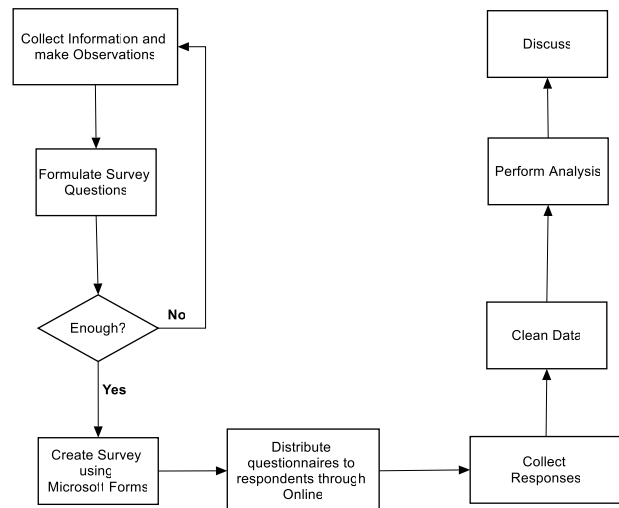 Collect Information and
make Observations
Formulate Survey
Questions
Enough?
No
Yes
Create Survey
using
Microsoft Forms
Distribute
questionnaires to
respondents through
Online
Collect
Responses
Clean Data
Perform Analysis
Discuss